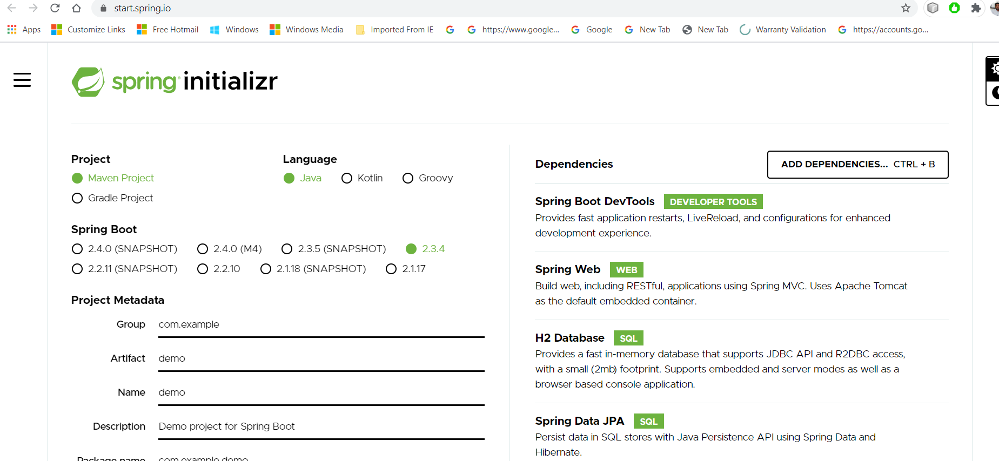 start.spring.io
Apps Customize Links Free Hotmail Windows Windows Media Imported From IE https://www.google... Google New Tab New Tab Warranty Validation https://accounts.go...
spring initializr
Project
Maven Project
Gradle Project
Language
Java Kotlin Groovy
Spring Boot
2.4.0 (SNAPSHOT) 2.4.0 (M4) 2.3.5 (SNAPSHOT) 2.3.4
2.2.11 (SNAPSHOT) 2.2.10 2.1.18 (SNAPSHOT) 2.1.17
Project Metadata
Group com.example
Artifact demo
Name demo
Description Demo project for Spring Boot
Package name com.example.demo
Dependencies
ADD DEPENDENCIES... CTRL + B
Spring Boot DevTools DEVELOPER TOOLS
Provides fast application restarts, LiveReload, and configurations for enhanced
development experience.
Spring Web WEB
Build web, including RESTful, applications using Spring MVC. Uses Apache Tomcat
as the default embedded container.
H2 Database SQL
Provides a fast in-memory database that supports JDBC API and R2DBC access,
with a small (2mb) footprint. Supports embedded and server modes as well as a
browser based console application.
Spring Data JPA SQL
Persist data in SQL stores with Java Persistence API using Spring Data and
Hibernate.